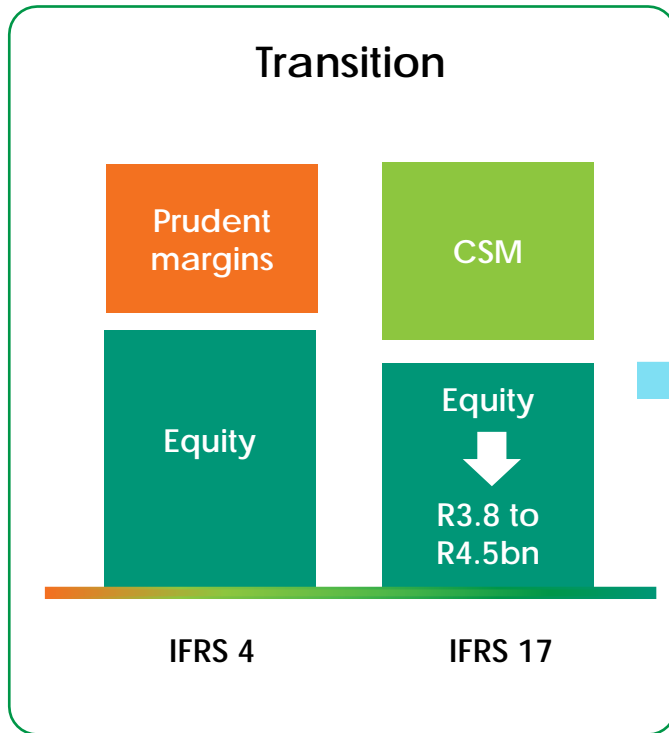 Transition
Prudent
margins
CSM
Equity
Equity
R3.8 to
R4.5bn
IFRS 4
IFRS 17